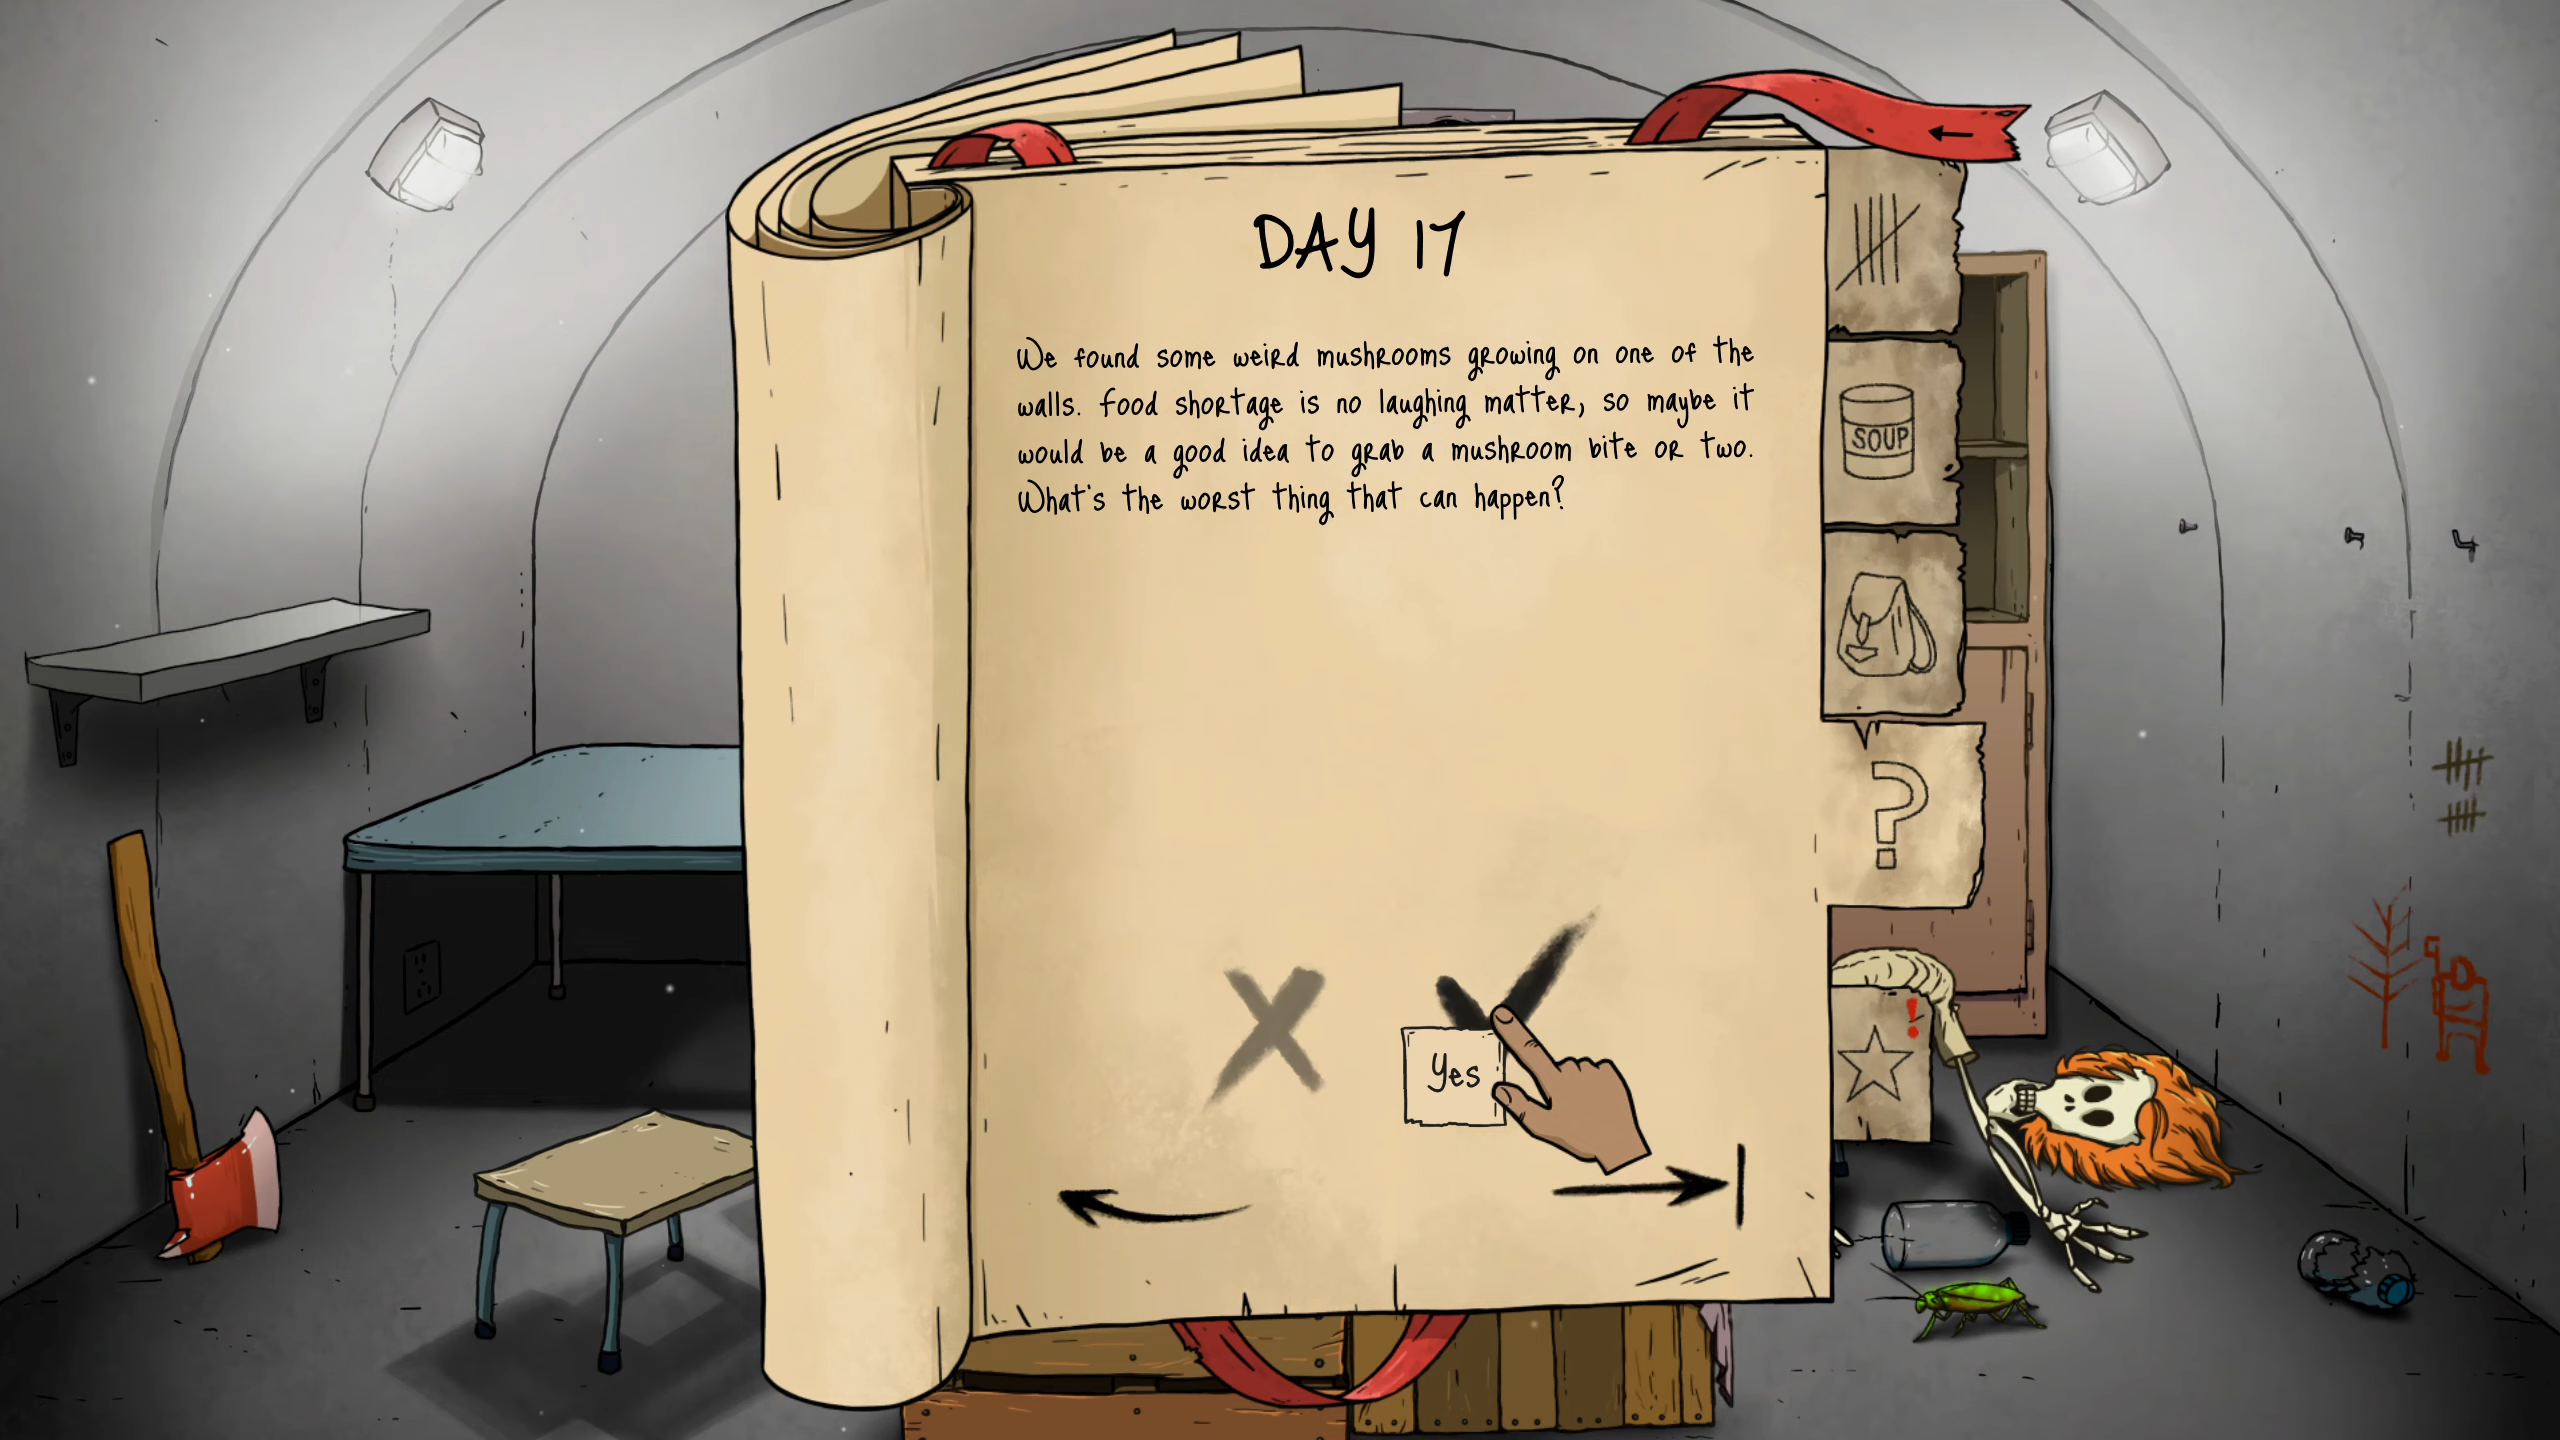 DAY 17
We found some weird mushrooms growing on one of the
walls. Food shortage is no laughing matter, so maybe it
would be a good idea to grab a mushroom bite or two.
What's the worst thing that can happen?
SOUP
?
!
Yes